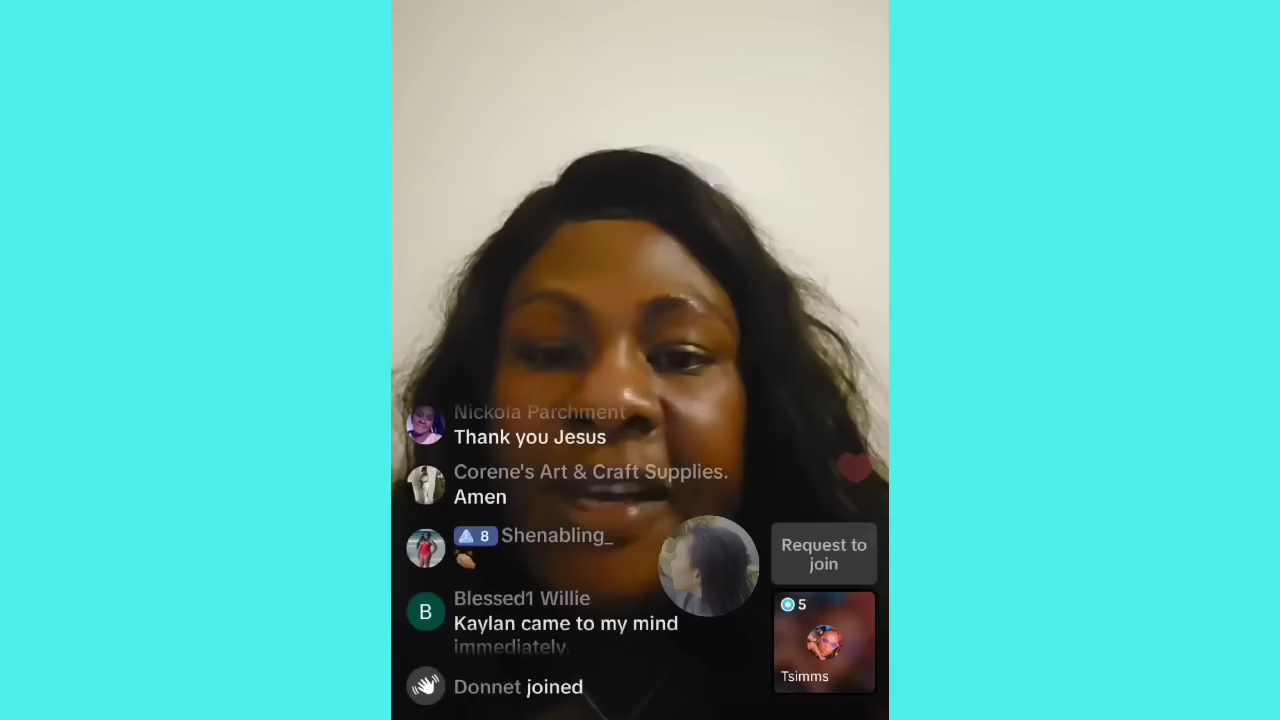 Nickola Parchment
Thank you Jesus
Corene's Art & Craft Supplies.
Amen
8 Shenabling_
Blessed1 Willie
B
Kaylan came to my mind
immediately.
Donnet joined
Request to
join
5
Tsimms